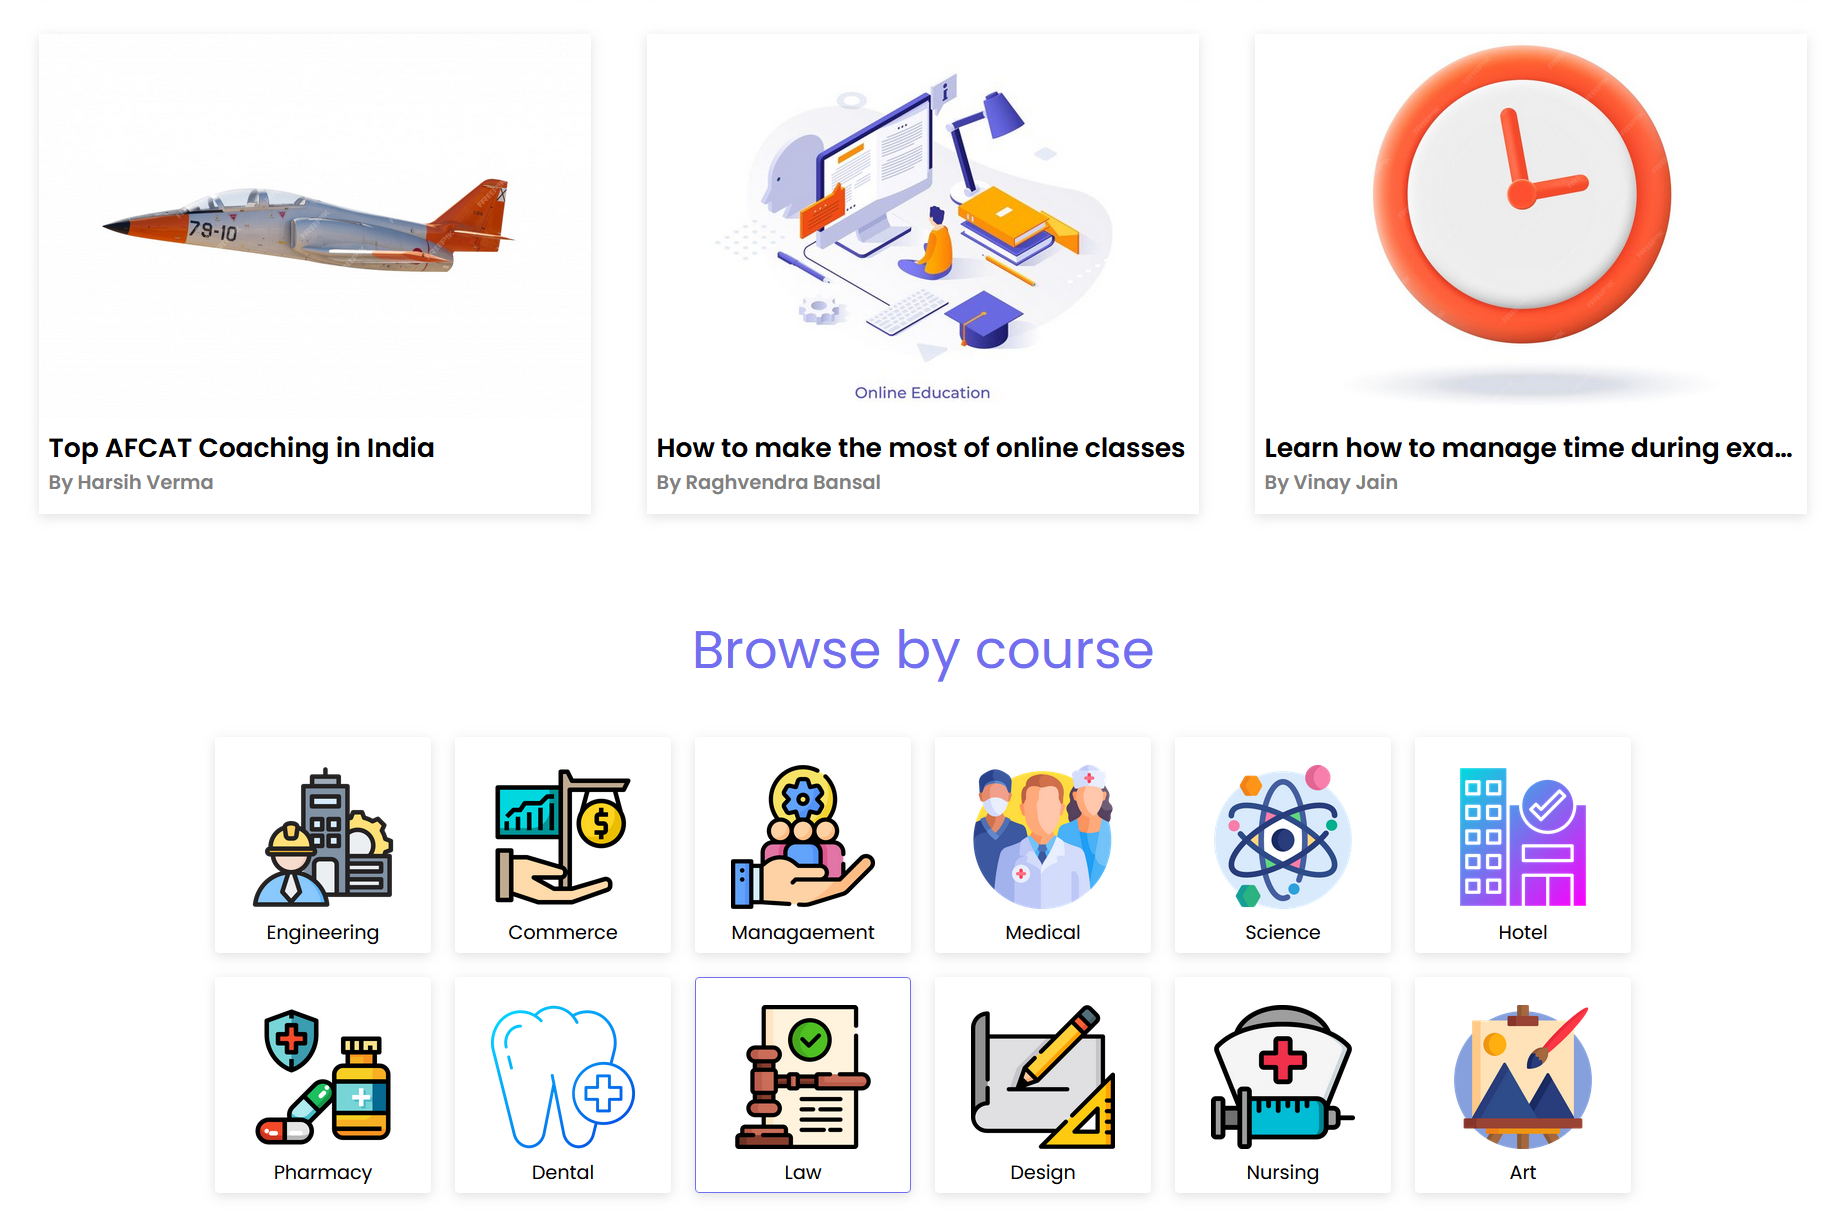 79-10
i
Online Education
Top AFCAT Coaching in India
By Harsih Verma
How to make the most of online classes
By Raghvendra Bansal
Learn how to manage time during exa...
By Vinay Jain
Browse by course
$
Engineering
Commerce
Managaement
Medical
Science
Hotel
Pharmacy
Dental
Law
Design
Nursing
Art